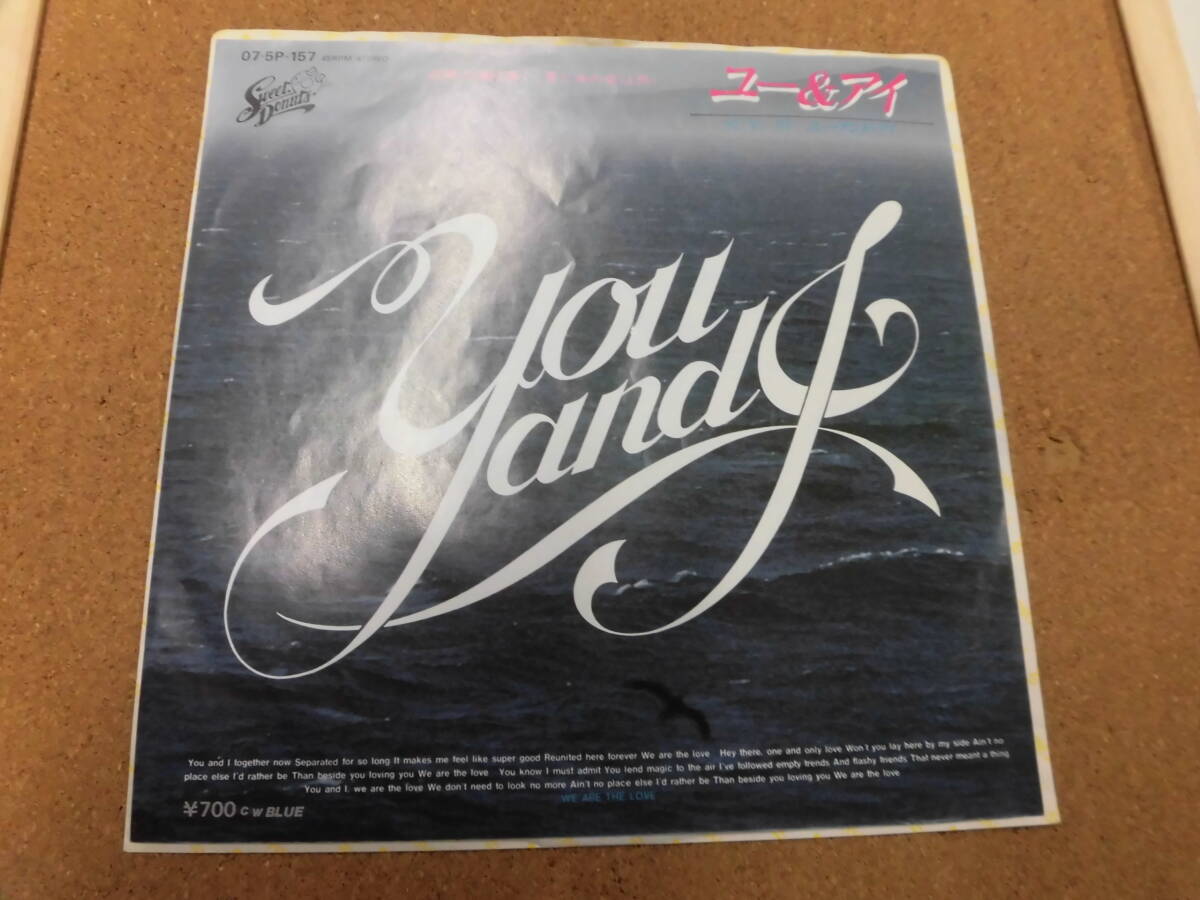 07·5P-157 45RPM STEREO
Sweet Donuts
ユー&アイ
You
and I
You and I together now Separated for so long It makes me feel like super good Reunited here forever We are the love Hey there, one and only love Won't you lay here by my side Ain't no
place else I'd rather be Than beside you loving you We are the love You know I must admit You lend magic to the air I've followed empty trends And flashy friends That never meant a thing
You and I, we are the love We don't need to look no more Ain't no place else I'd rather be Than beside you loving you We are the love
WE ARE THE LOVE
¥700 C/W BLUE